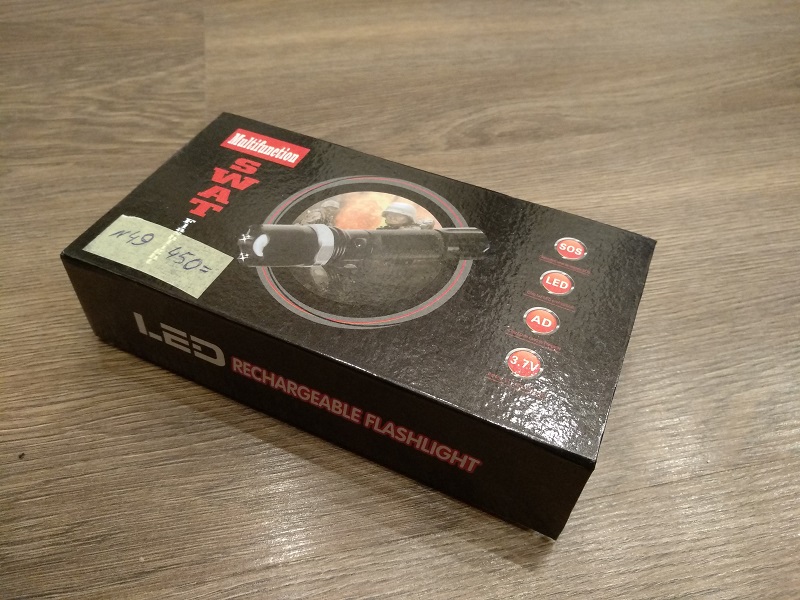 Multifunction
SWAT
№49
450=
SOS
LED
AD
3.7V
LED
RECHARGEABLE FLASHLIGHT